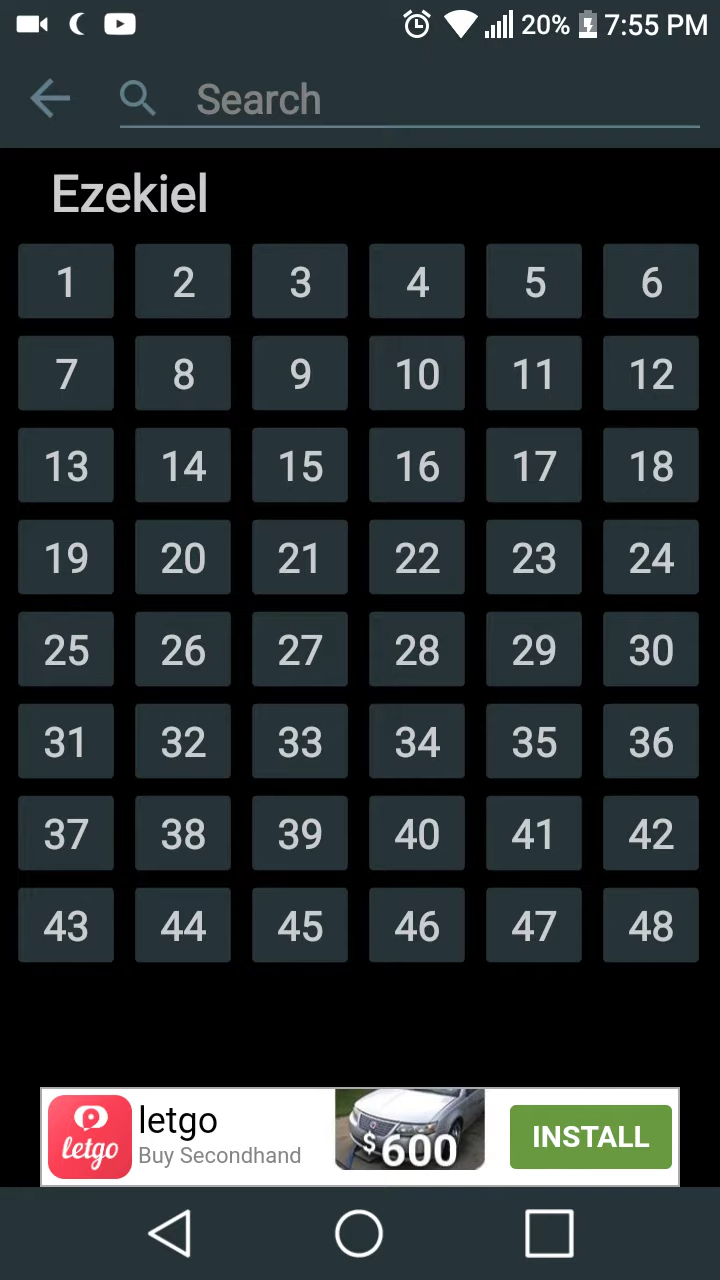 20% 7:55 PM
Search
Ezekiel
1 2 3 4 5 6
7 8 9 10 11 12
13 14 15 16 17 18
19 20 21 22 23 24
25 26 27 28 29 30
31 32 33 34 35 36
37 38 39 40 41 42
43 44 45 46 47 48
letgo
letgo
Buy Secondhand
$600
INSTALL